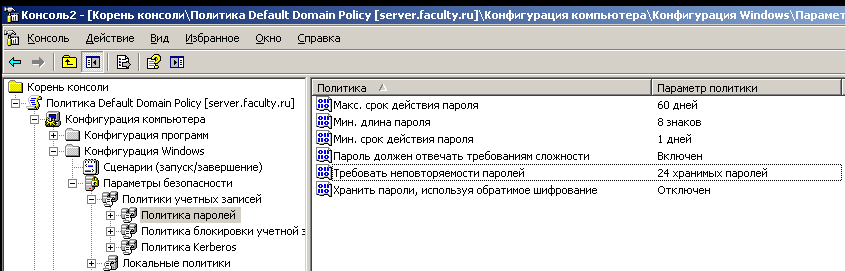 Консоль2 - [Корень консоли\Политика Default Domain Policy [server.faculty.ru]\Конфигурация компьютера\Конфигурация Windows\Парамет
Консоль Действие Вид Избранное Окно Справка
Корень консоли
Политика Default Domain Policy [server.faculty.ru]
Конфигурация компьютера
Конфигурация программ
Конфигурация Windows
Сценарии (запуск/завершение)
Параметры безопасности
Политики учетных записей
Политика паролей
Политика блокировки учетной з
Политика Kerberos
Локальные политики
Политика Параметр политики
Макс. срок действия пароля 60 дней
Мин. длина пароля 8 знаков
Мин. срок действия пароля 1 дней
Пароль должен отвечать требованиям сложности Включен
Требовать неповторяемости паролей 24 хранимых паролей
Хранить пароли, используя обратимое шифрование Отключен